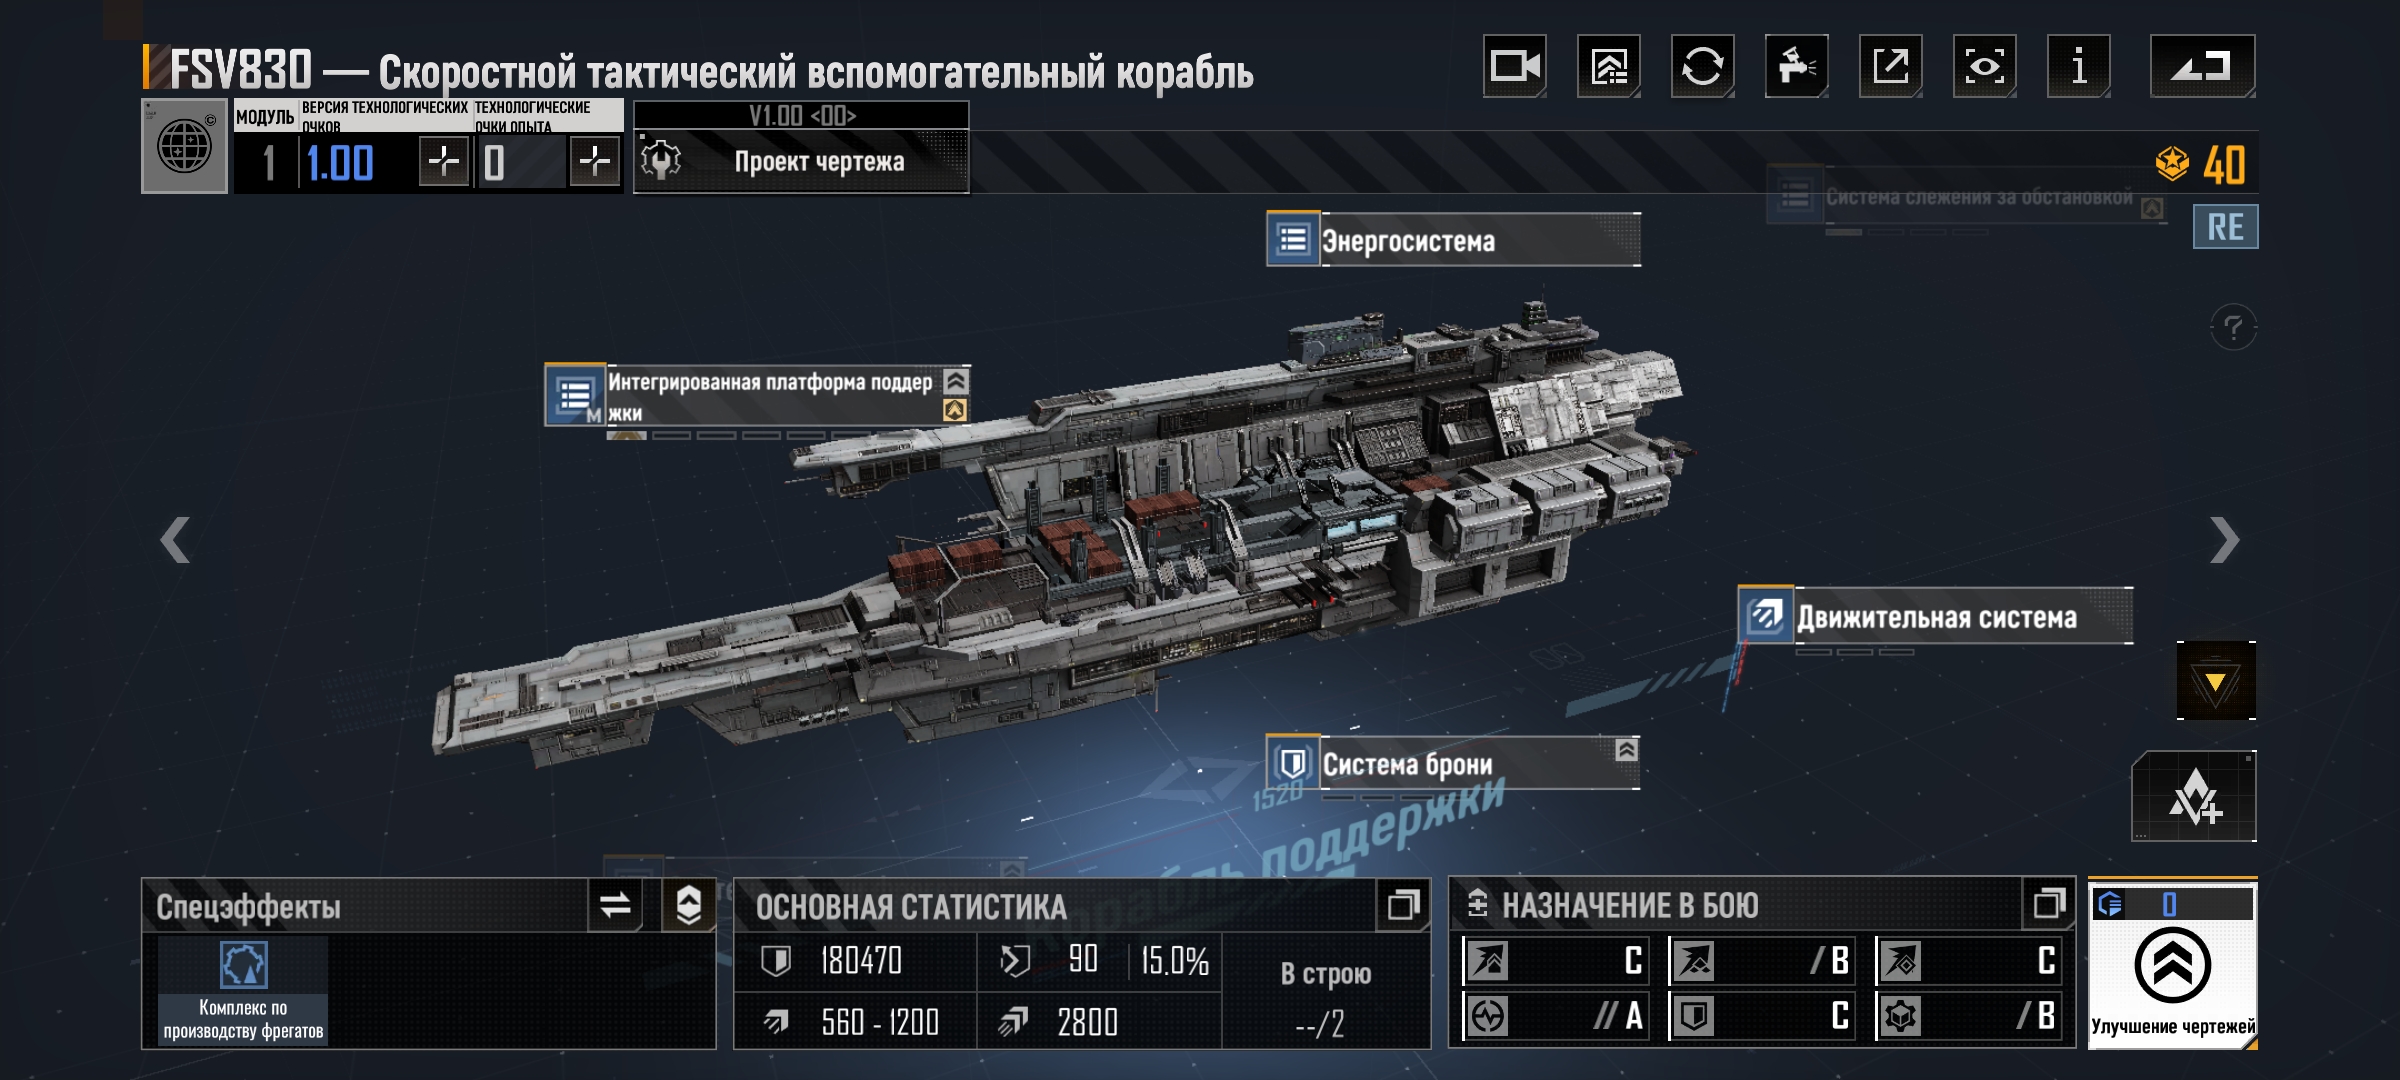 FSV830 — Скоростной тактический вспомогательный корабль
МОДУЛЬ
ВЕРСИЯ ТЕХНОЛОГИЧЕСКИХ
ОЧКОВ
ТЕХНОЛОГИЧЕСКИЕ
ОЧКИ ОПЫТА
1
1.00
0
V1.00 <00>
Проект чертежа
40
Система слежения за обстановкой
RE
Энергосистема
?
Интегрированная платформа поддер
жки
M
Движительная система
Система брони
1520
Корабль поддержки
Спецэффекты
Комплекс по
производству фрегатов
ОСНОВНАЯ СТАТИСТИКА
180470
90
15.0%
560 - 1200
2800
В строю
--/2
НАЗНАЧЕНИЕ В БОЮ
C
/ B
C
// A
C
/ B
0
Улучшение чертежей